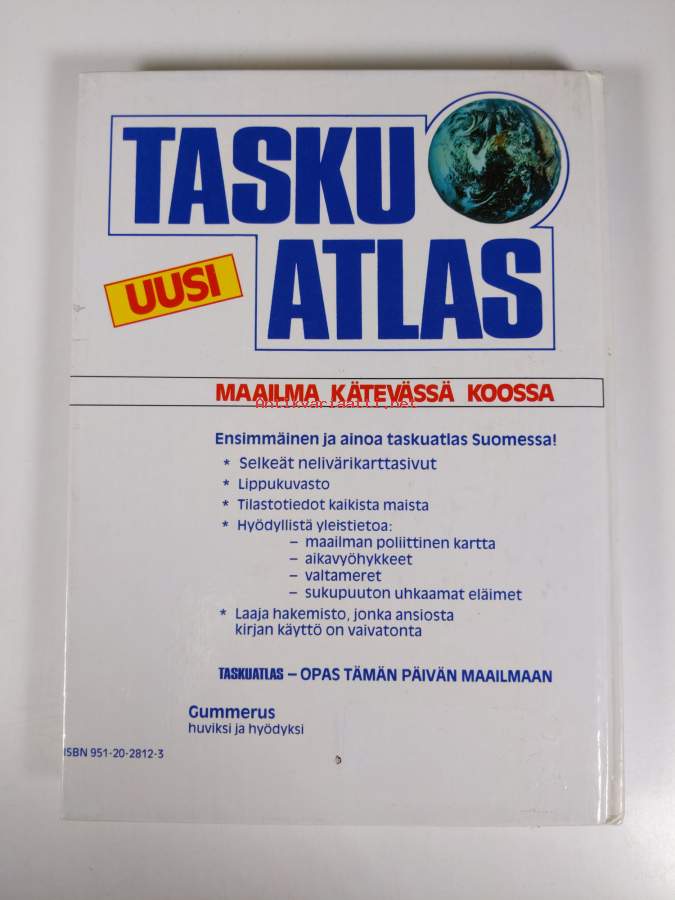 TASKU
ATLAS
UUSI
MAAILMA KÄTEVÄSSÄ KOOSSA
Antikvariaatti.net
Ensimmäinen ja ainoa taskuatlas Suomessa!
* Selkeät nelivärikarttasivut
* Lippukuvasto
* Tilastotiedot kaikista maista
* Hyödyllistä yleistietoa:
– maailman poliittinen kartta
– aikavyöhykkeet
– valtameret
– sukupuuton uhkaamat eläimet
* Laaja hakemisto, jonka ansiosta
kirjan käyttö on vaivatonta
TASKUATLAS – OPAS TÄMÄN PÄIVÄN MAAILMAAN
Gummerus
huviksi ja hyödyksi
ISBN 951-20-2812-3